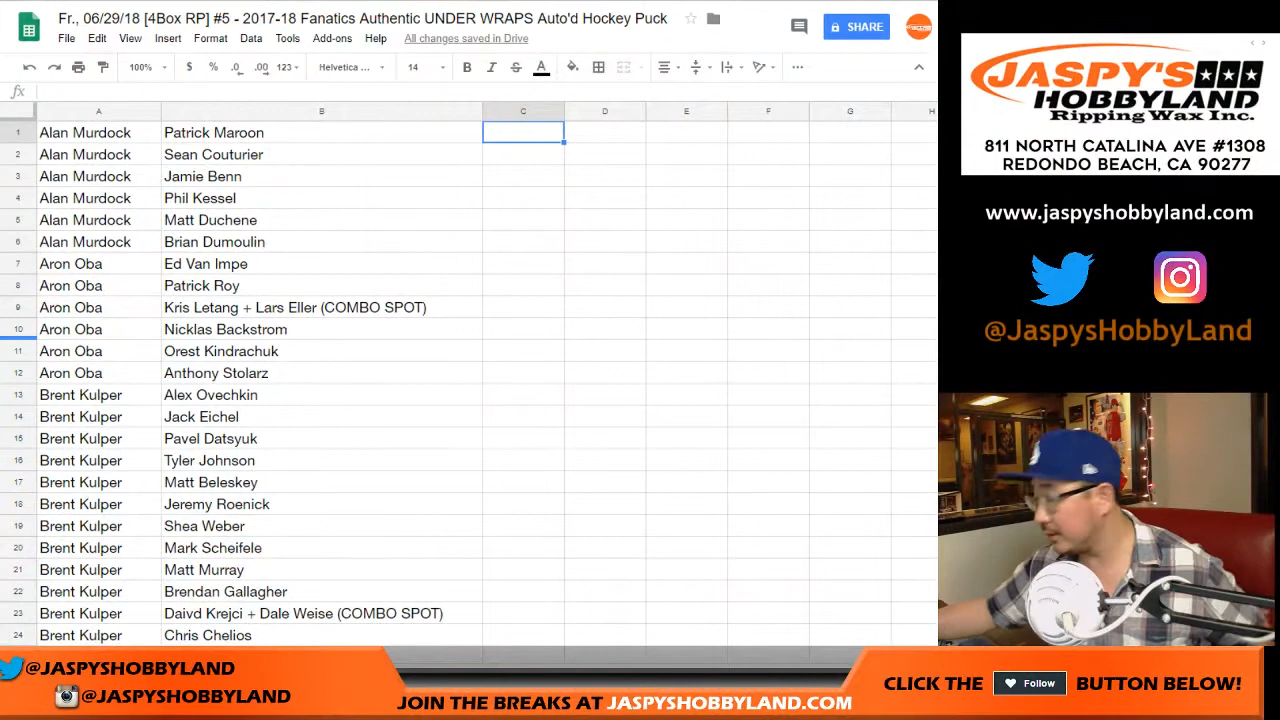 Fr., 06/29/18 [4Box RP] #5 - 2017-18 Fanatics Authentic UNDER WRAPS Auto'd Hockey Puck
File Edit View Insert Format Data Tools Add-ons Help All changes saved in Drive
SHARE
100% $ % .0 .00 123 Helvetica ... 14 B I S A
fx
A B C D E F G H
1 Alan Murdock Patrick Maroon
2 Alan Murdock Sean Couturier
3 Alan Murdock Jamie Benn
4 Alan Murdock Phil Kessel
5 Alan Murdock Matt Duchene
6 Alan Murdock Brian Dumoulin
7 Aron Oba Ed Van Impe
8 Aron Oba Patrick Roy
9 Aron Oba Kris Letang + Lars Eller (COMBO SPOT)
10 Aron Oba Nicklas Backstrom
11 Aron Oba Orest Kindrachuk
12 Aron Oba Anthony Stolarz
13 Brent Kulper Alex Ovechkin
14 Brent Kulper Jack Eichel
15 Brent Kulper Pavel Datsyuk
16 Brent Kulper Tyler Johnson
17 Brent Kulper Matt Beleskey
18 Brent Kulper Jeremy Roenick
19 Brent Kulper Shea Weber
20 Brent Kulper Mark Scheifele
21 Brent Kulper Matt Murray
22 Brent Kulper Brendan Gallagher
23 Brent Kulper Daivd Krejci + Dale Weise (COMBO SPOT)
24 Brent Kulper Chris Chelios
JASPY'S
HOBBYLAND
Ripping Wax Inc.
811 NORTH CATALINA AVE #1308
REDONDO BEACH, CA 90277
www.jaspyshobbyland.com
@JaspysHobbyLand
@JASPYSHOBBYLAND
@JASPYSHOBBYLAND
JOIN THE BREAKS AT JASPYSHOBBYLAND.COM
CLICK THE Follow BUTTON BELOW!